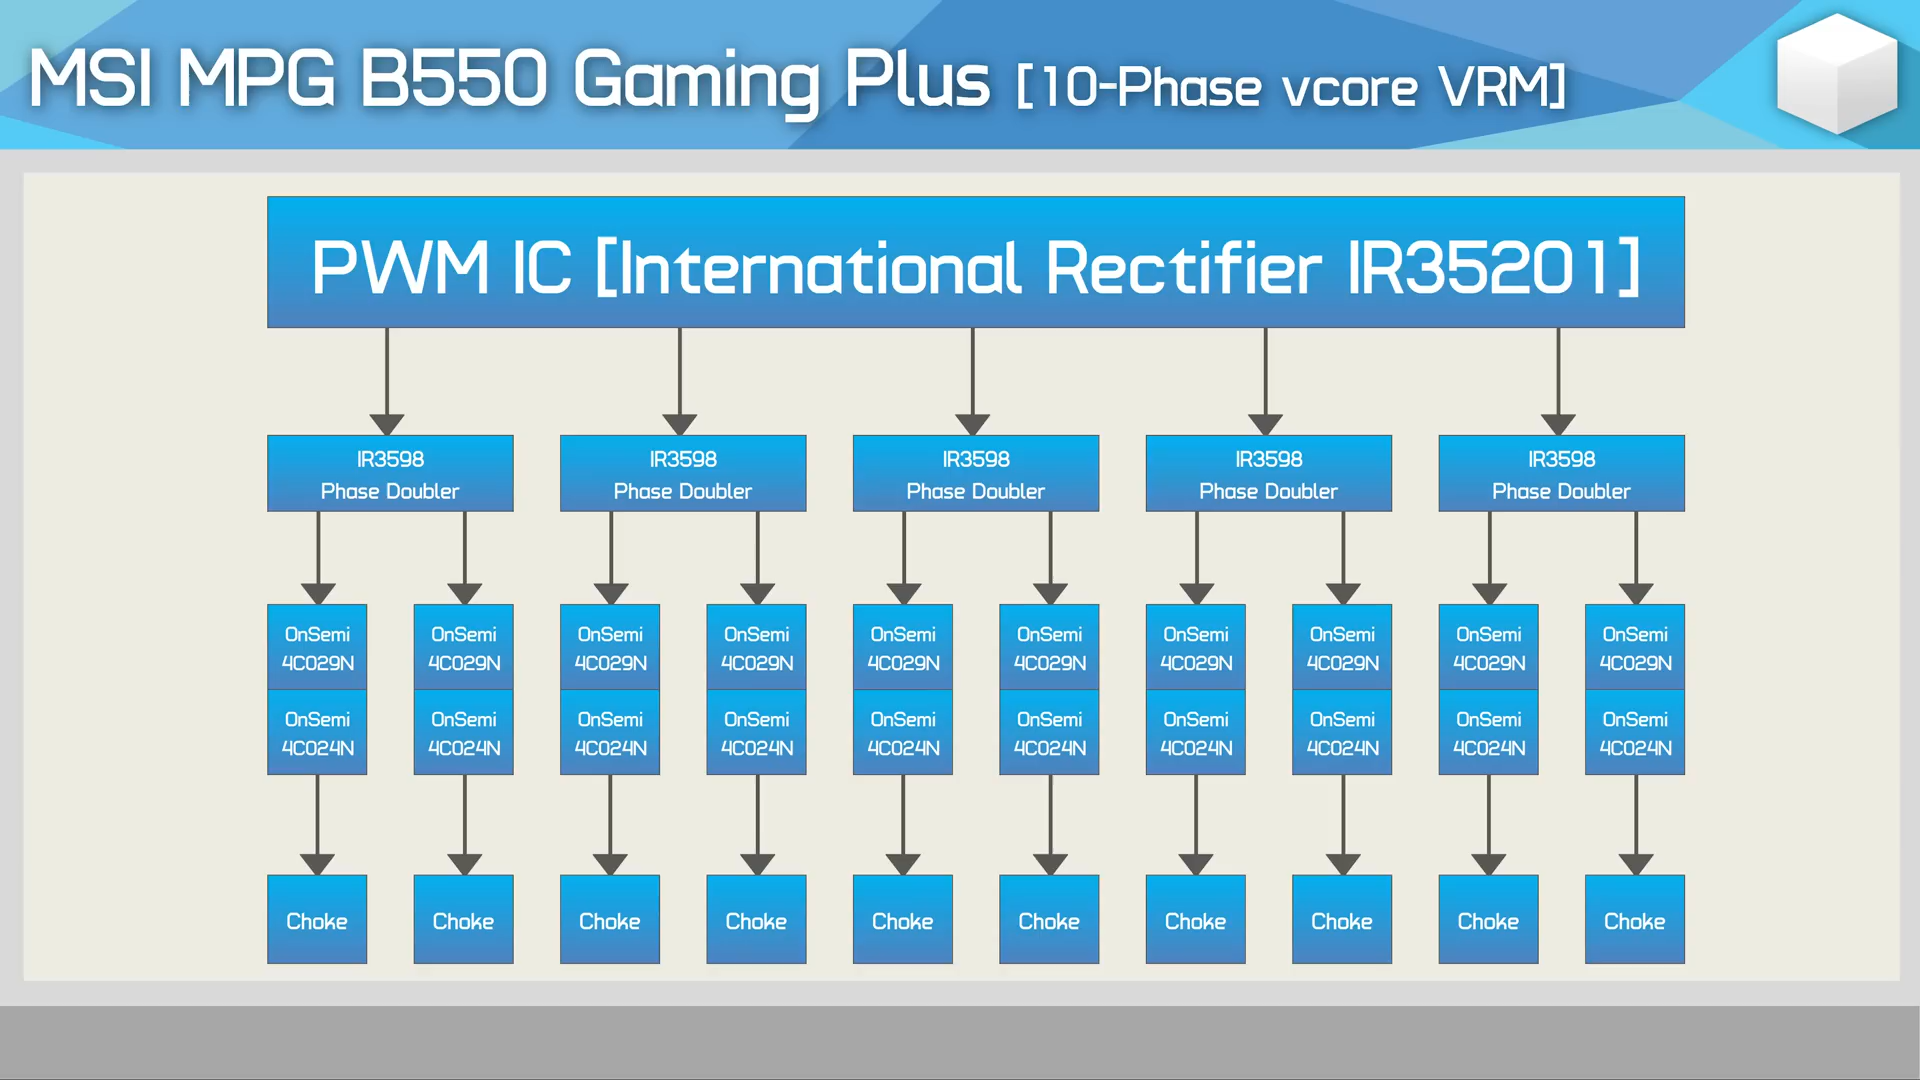 MSI MPG B550 Gaming Plus [10-Phase vcore VRM]
PWM IC [International Rectifier IR35201]
IR3598 IR3598 IR3598 IR3598 IR3598
Phase Doubler Phase Doubler Phase Doubler Phase Doubler Phase Doubler
OnSemi OnSemi OnSemi OnSemi OnSemi OnSemi OnSemi OnSemi OnSemi OnSemi
4C029N 4C029N 4C029N 4C029N 4C029N 4C029N 4C029N 4C029N 4C029N 4C029N
OnSemi OnSemi OnSemi OnSemi OnSemi OnSemi OnSemi OnSemi OnSemi OnSemi
4C024N 4C024N 4C024N 4C024N 4C024N 4C024N 4C024N 4C024N 4C024N 4C024N
Choke Choke Choke Choke Choke Choke Choke Choke Choke Choke